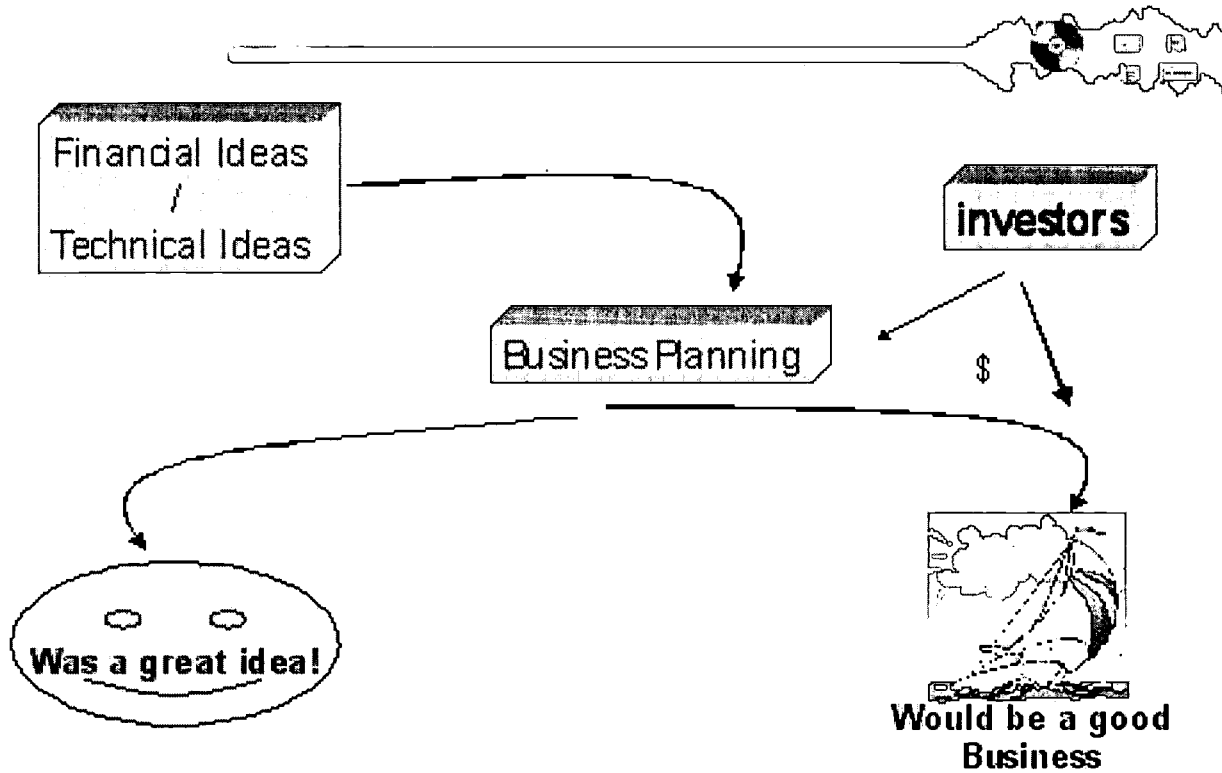 Financial Ideas
/
Technical Ideas
investors
Business Planning
$
Was a great idea!
Would be a good
Business